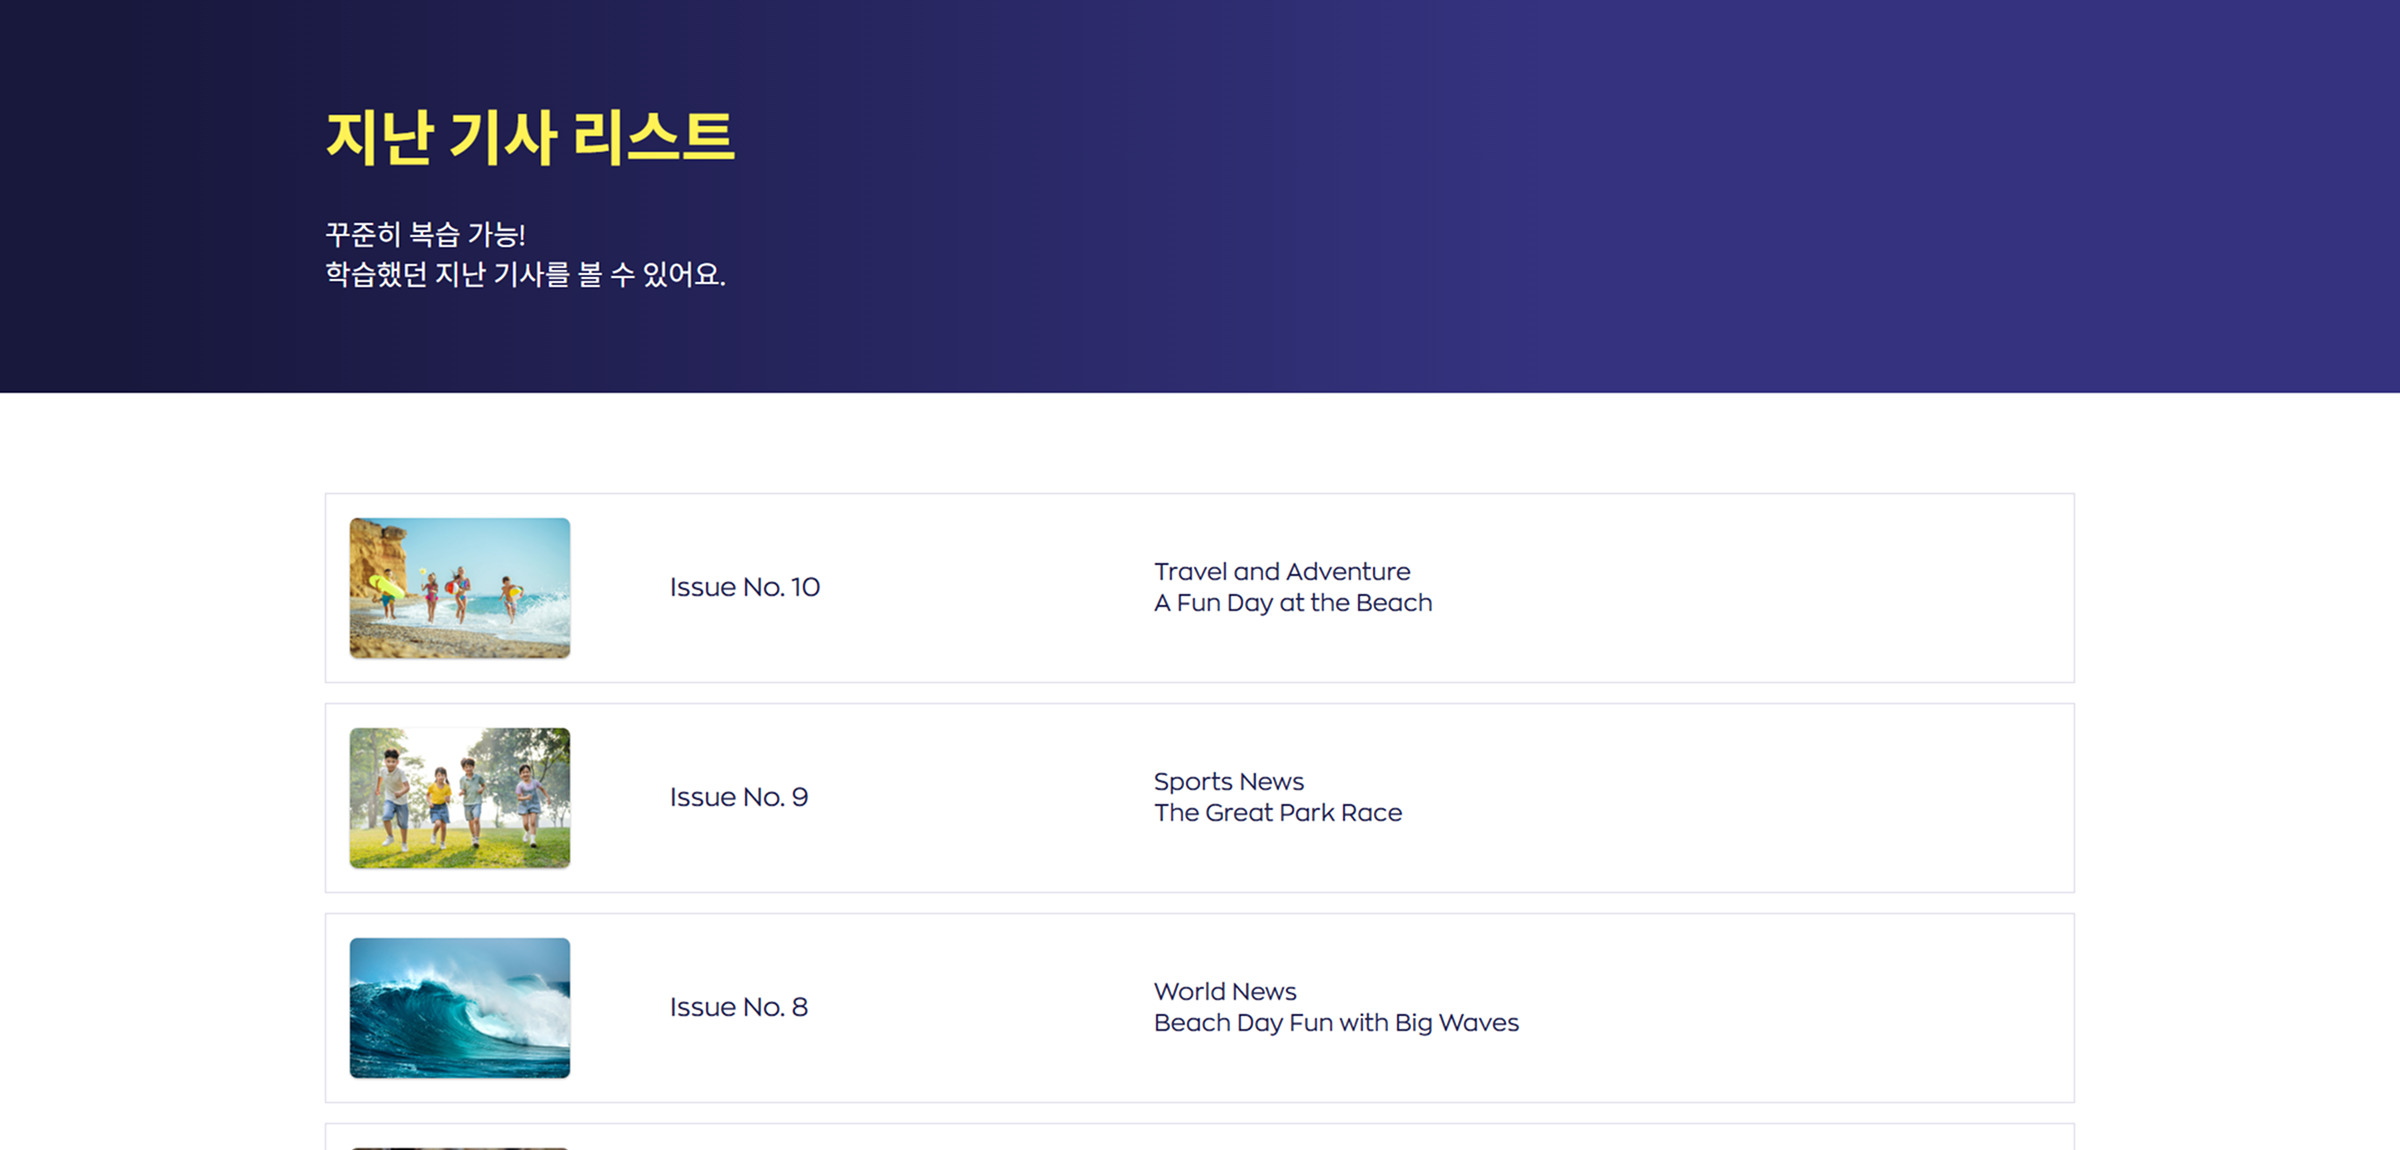 지난 기사 리스트
꾸준히 복습 가능!
학습했던 지난 기사를 볼 수 있어요.
Issue No. 10
Travel and Adventure
A Fun Day at the Beach
Issue No. 9
Sports News
The Great Park Race
Issue No. 8
World News
Beach Day Fun with Big Waves